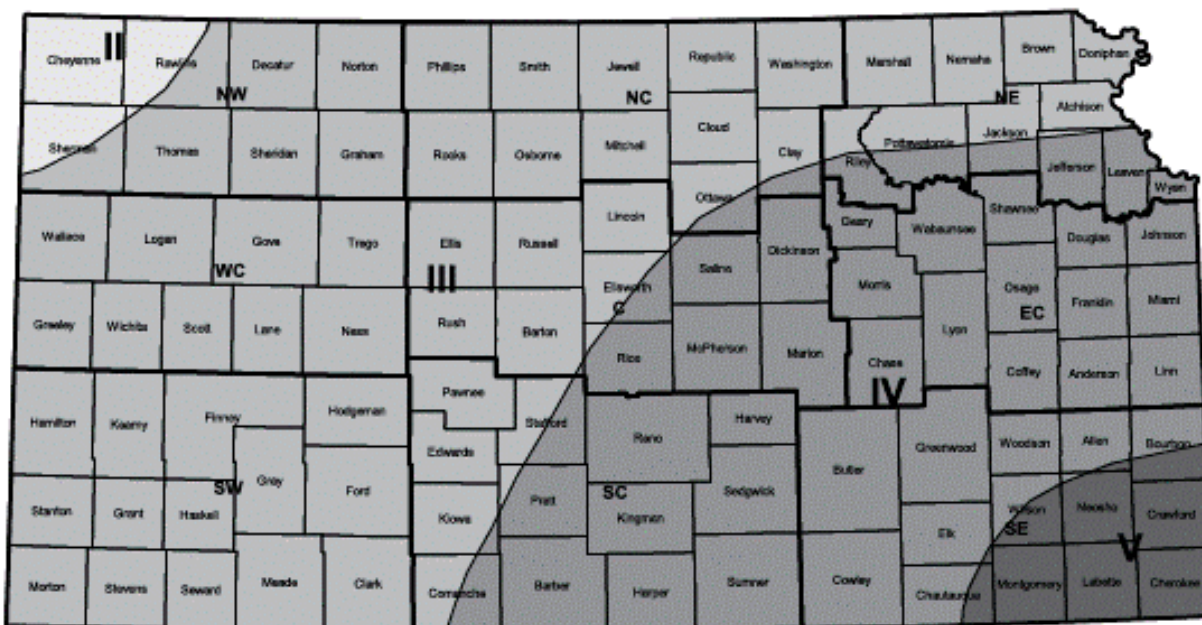 Cheyenne II Rawlins Decatur Norton Phillips Smith Jewell Republic Washington Marshall Nemaha Brown Doniphan
NW NC NE
Sherman Thomas Sheridan Graham Rooks Osborne Mitchell Cloud Clay Riley Pottawatomie Jackson Atchison
Ottawa Jefferson Leaven Wyan
Wallace Logan Gove Trego Ellis Russell Lincoln Saline Dickinson Geary Wabaunsee Shawnee Douglas Johnson
WC III
Greeley Wichita Scott Lane Ness Rush Barton Ellsworth C Morris Lyon Osage EC Franklin Miami
Rice McPherson Marion Chase Coffey Anderson Linn
IV
Hamilton Kearny Finney Hodgeman Pawnee Stafford Reno Harvey Butler Greenwood Woodson Allen Bourbon
Edwards
SW Gray Ford SC Sedgwick
Stanton Grant Haskell Kiowa Pratt Kingman Elk Wilson SE Neosho Crawford
V
Morton Stevens Seward Meade Clark Comanche Barber Harper Sumner Cowley Chautauqua Montgomery Labette Cherokee